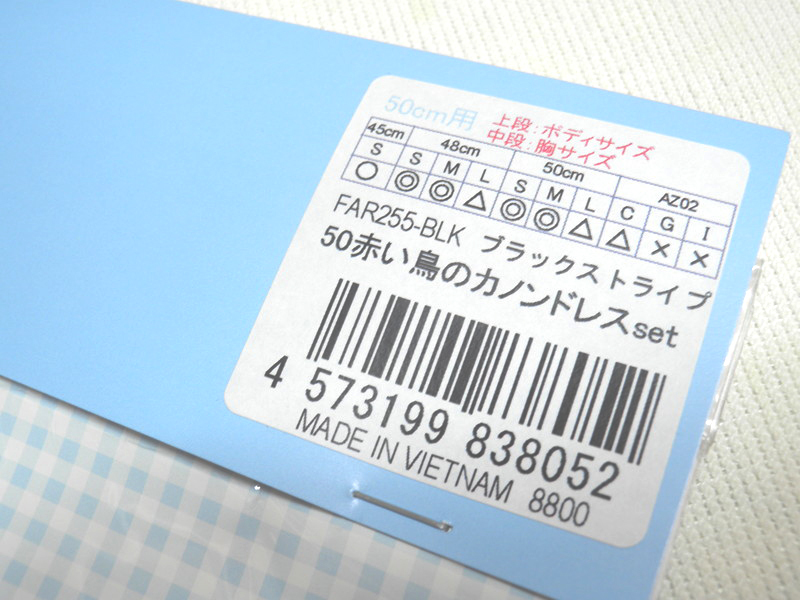 50cm用
上段:ボディサイズ
中段:胸サイズ
45cm 48cm 50cm AZ02
S S M L S M L C G I
○ ◎ ◎ △ ◎ ◎ △ △ × ×
FAR255-BLK ブラックストライプ
50赤い鳥のカノンドレスset
4 573199 838052
MADE IN VIETNAM 8800